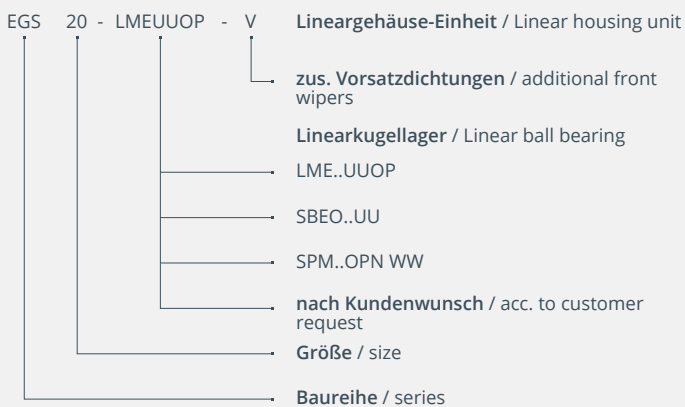 EGS 20 - LMEUUOP - V Lineargehäuse-Einheit / Linear housing unit
zus. Vorsatzdichtungen / additional front
wipers
Linearkugellager / Linear ball bearing
LME..UUOP
SBEO..UU
SPM..OPN WW
nach Kundenwunsch / acc. to customer
request
Größe / size
Baureihe / series